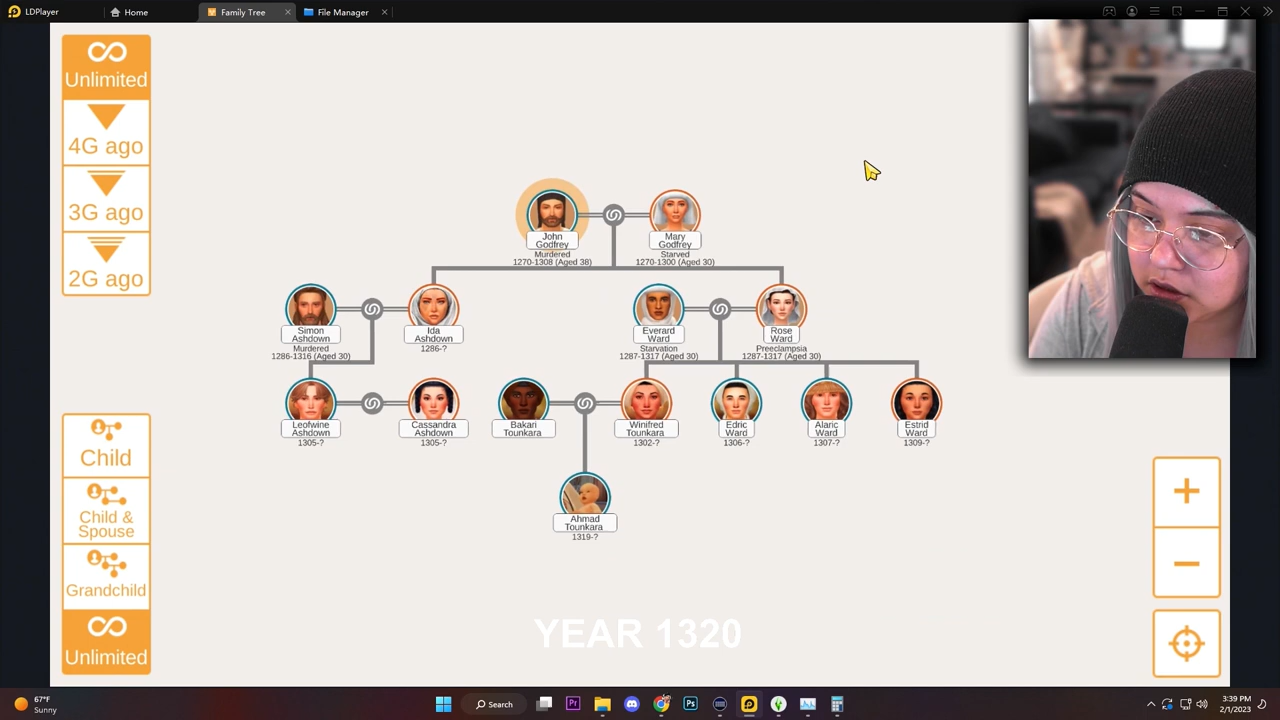 LDPlayer
Home
Family Tree
File Manager
Unlimited
4G ago
3G ago
2G ago
John
Godfrey
Murdered
1270-1308 (Aged 38)
Mary
Godfrey
Starved
1270-1300 (Aged 30)
Simon
Ashdown
Murdered
1286-1316 (Aged 30)
Ida
Ashdown
1286-?
Everard
Ward
Starvation
1287-1317 (Aged 30)
Rose
Ward
Preeclampsia
1287-1317 (Aged 30)
Leofwine
Ashdown
1305-?
Cassandra
Ashdown
1305-?
Bakari
Tounkara
Winifred
Tounkara
1302-?
Edric
Ward
1306-?
Alaric
Ward
1307-?
Estrid
Ward
1309-?
Ahmad
Tounkara
1319-?
Child
Child &
Spouse
Grandchild
Unlimited
YEAR 1320
67°F
Sunny
Search
3:39 PM
2/1/2023